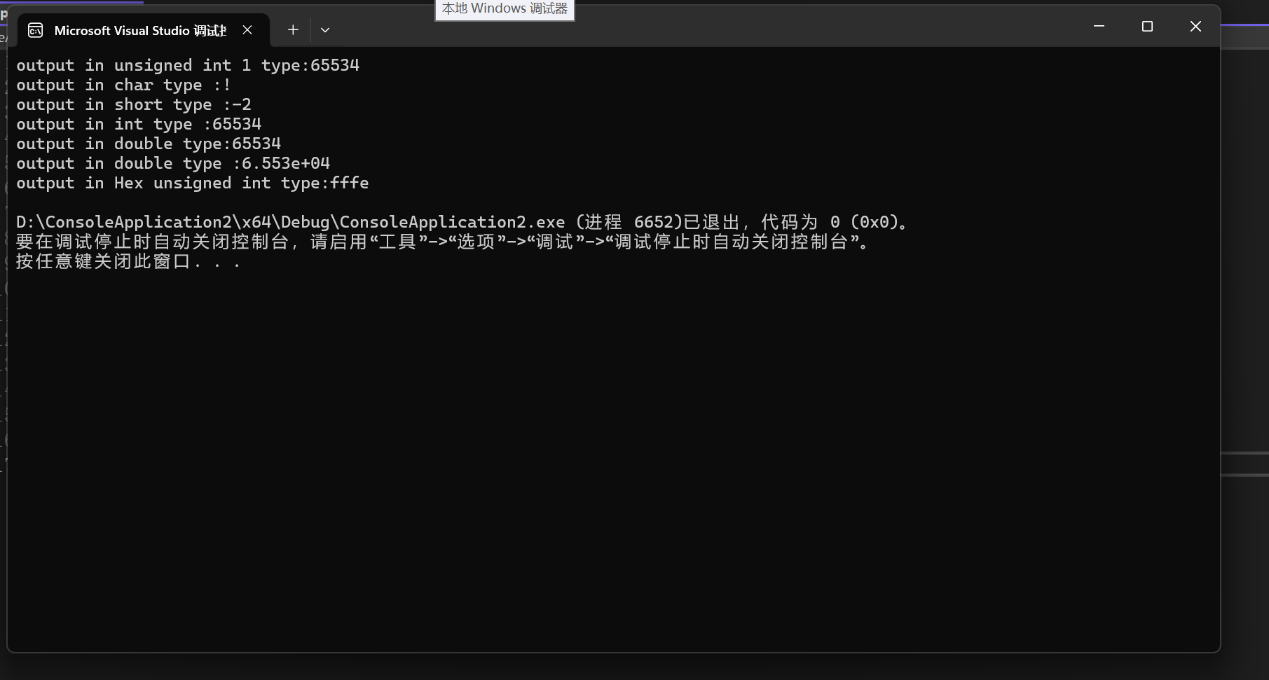 本地 Windows 调试器
Microsoft Visual Studio 调试
output in unsigned int 1 type:65534
output in char type :!
output in short type :-2
output in int type :65534
output in double type:65534
output in double type :6.553e+04
output in Hex unsigned int type:fffe
D:\ConsoleApplication2\x64\Debug\ConsoleApplication2.exe (进程 6652)已退出，代码为 0 (0x0)。
要在调试停止时自动关闭控制台，请启用“工具”->“选项”->“调试”->“调试停止时自动关闭控制台”。
按任意键关闭此窗口. . .